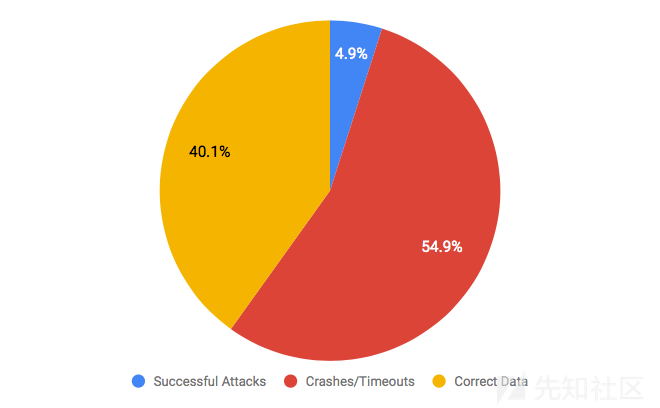 4.9%
40.1%
54.9%
Successful Attacks Crashes/Timeouts Correct Data
先知社区